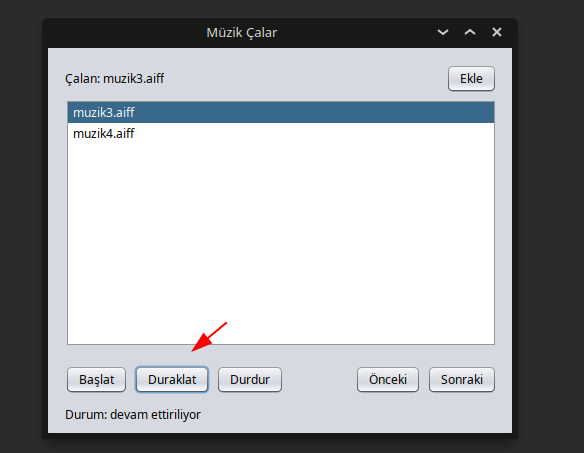 Müzik Çalar
Çalan: muzik3.aiff
Ekle
muzik3.aiff
muzik4.aiff
Başlat
Duraklat
Durdur
Önceki
Sonraki
Durum: devam ettiriliyor